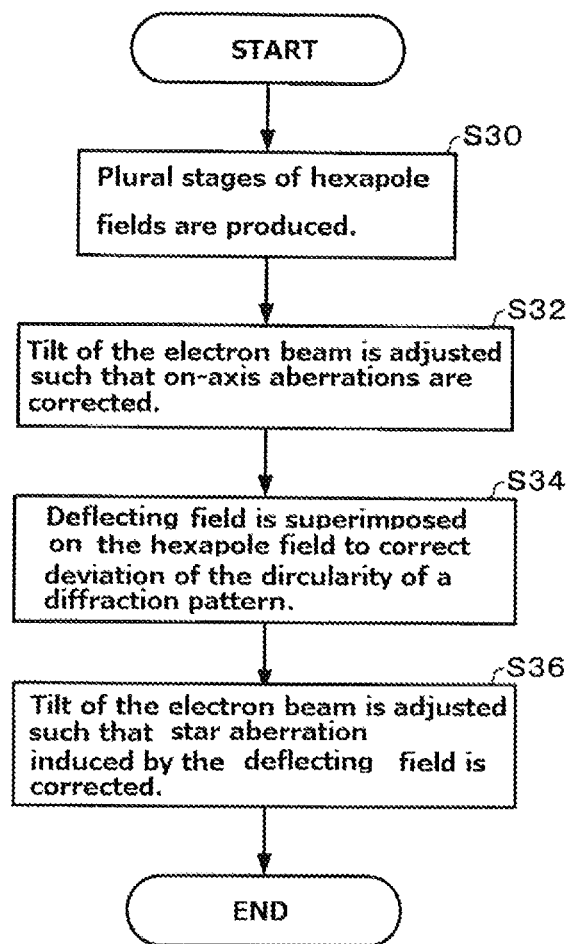 START
S30
Plural stages of hexapole
fields are produced.
S32
Tilt of the electron beam is adjusted
such that on-axis aberrations are
corrected.
S34
Deflecting field is superimposed
on the hexapole field to correct
deviation of the dircularity of a
diffraction pattern.
S36
Tilt of the electron beam is adjusted
such that star aberration
induced by the deflecting field is
corrected.
END